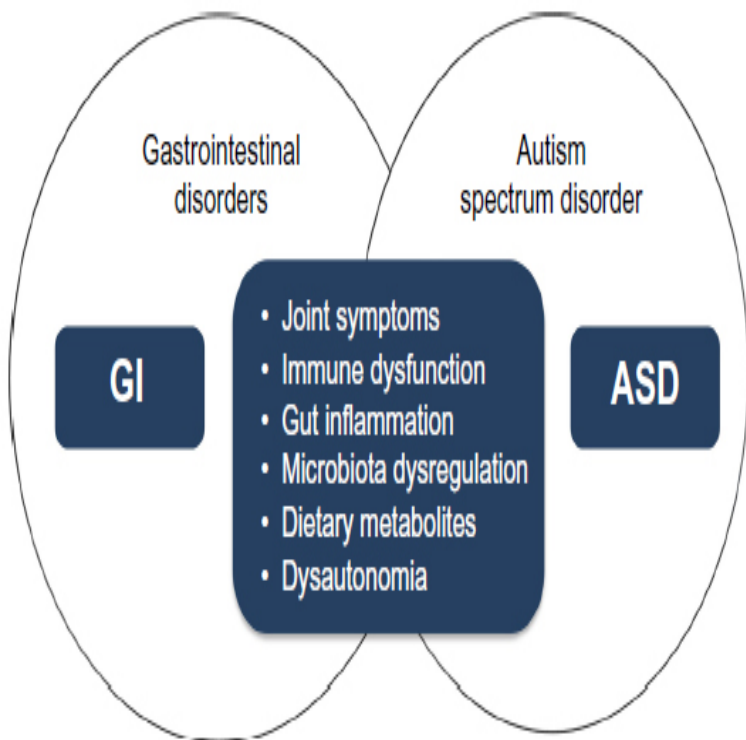 Gastrointestinal
disorders
Autism
spectrum disorder
GI
• Joint symptoms
• Immune dysfunction
• Gut inflammation
• Microbiota dysregulation
• Dietary metabolites
• Dysautonomia
ASD